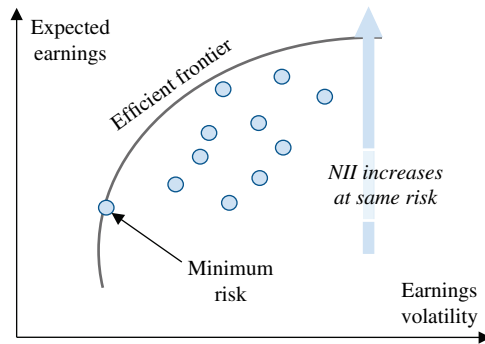 Expected
earnings
Efficient frontier
NII increases
at same risk
Minimum
risk
Earnings
volatility